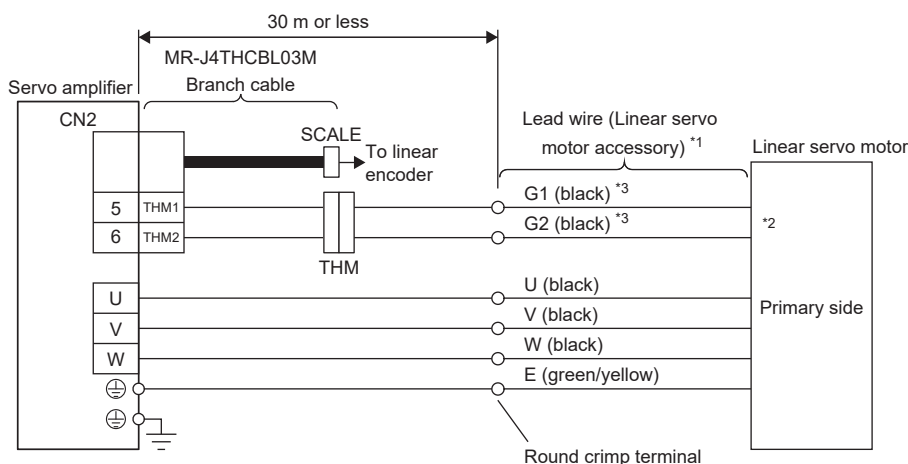 30 m or less
MR-J4THCBL03M
Branch cable
Servo amplifier
CN2
SCALE
To linear
encoder
Lead wire (Linear servo
motor accessory) *1
Linear servo motor
5 THM1
6 THM2
THM
G1 (black) *3
G2 (black) *3
*2
U
V
W
U (black)
V (black)
W (black)
E (green/yellow)
Primary side
Round crimp terminal